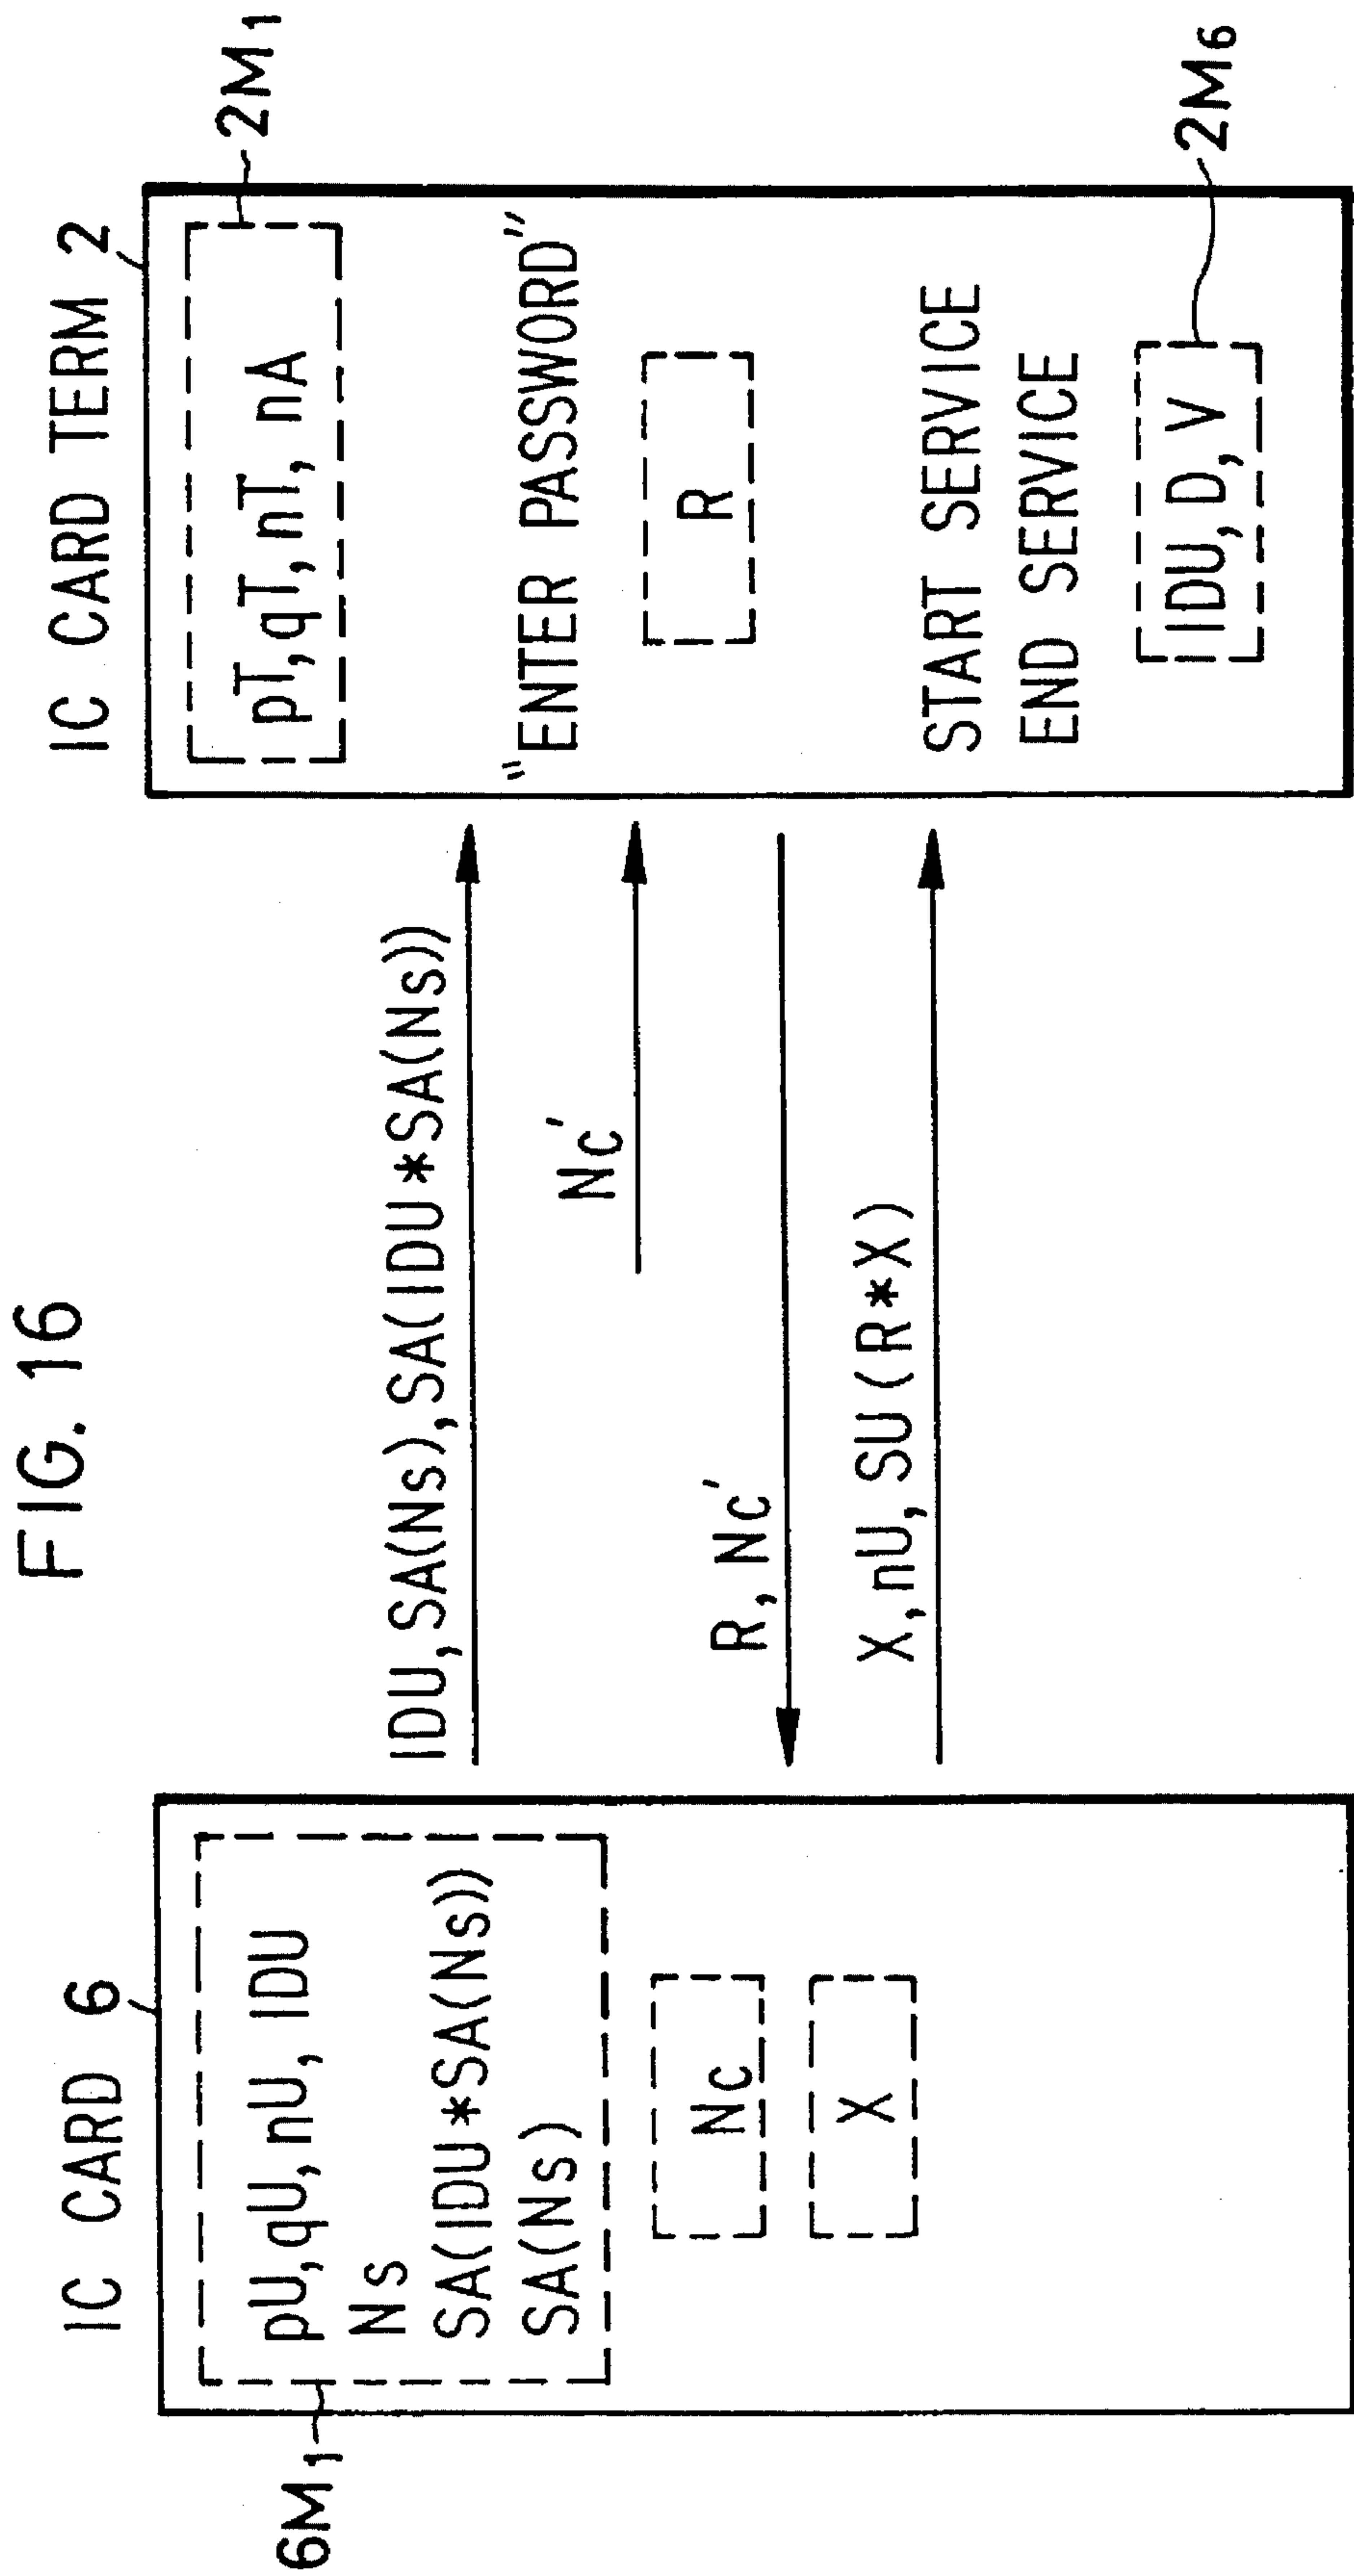 FIG. 16
IC CARD 6
6M1
pU, qU, nU, IDU
Ns
SA(IDU*SA(Ns))
SA(Ns)
Nc
X
IDU, SA(Ns), SA(IDU*SA(Ns))
Nc'
R, Nc'
X, nU, SU(R*X)
IC CARD TERM 2
2M1
pT, qT, nT, nA
"ENTER PASSWORD"
R
START SERVICE
END SERVICE
IDU, D, V
2M6